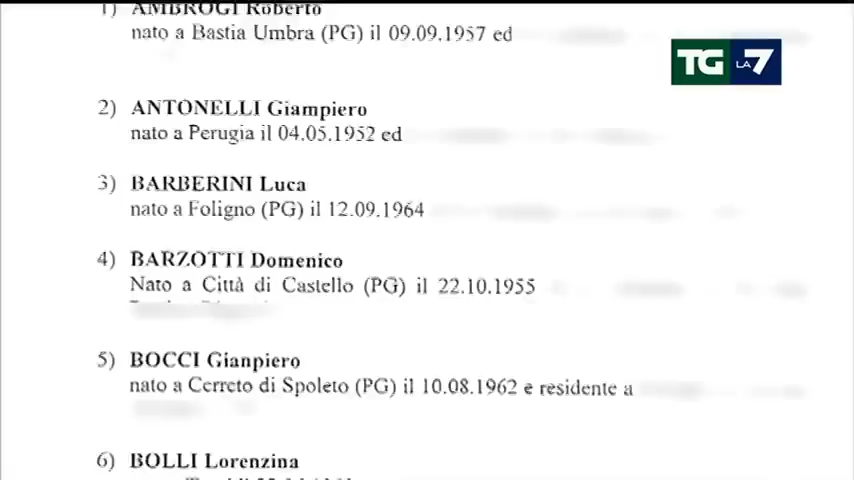 1) AMBROGI Roberto
nato a Bastia Umbra (PG) il 09.09.1957 ed
TG LA 7
2) ANTONELLI Giampiero
nato a Perugia il 04.05.1952 ed
3) BARBERINI Luca
nato a Foligno (PG) il 12.09.1964
4) BARZOTTI Domenico
Nato a Città di Castello (PG) il 22.10.1955
5) BOCCI Gianpiero
nato a Cerreto di Spoleto (PG) il 10.08.1962 e residente a
6) BOLLI Lorenzina